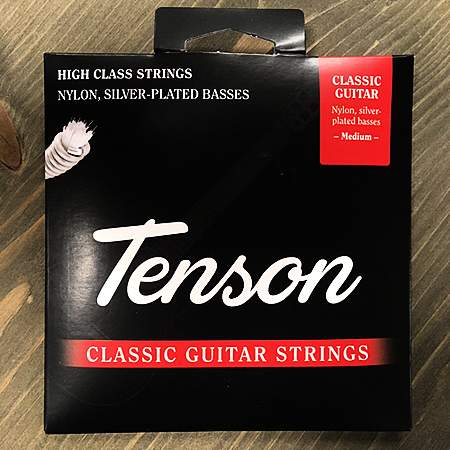 HIGH CLASS STRINGS
NYLON, SILVER-PLATED BASSES
CLASSIC
GUITAR
Nylon, silver-
plated basses
– Medium –
Tenson
CLASSIC GUITAR STRINGS